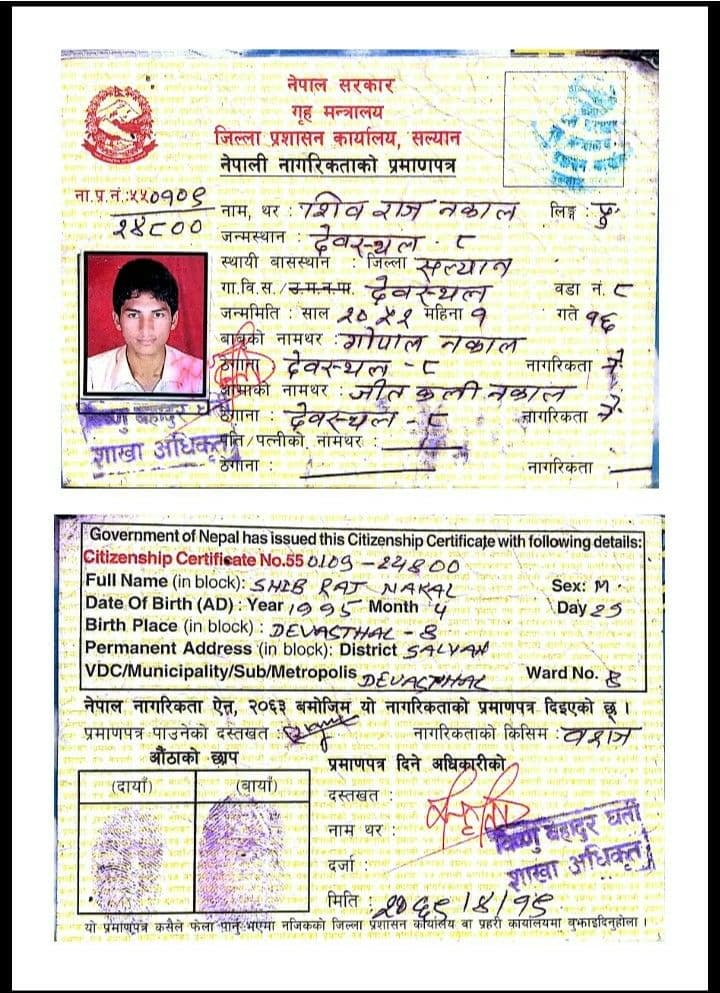 नेपाल सरकार
गृह मन्त्रालय
जिल्ला प्रशासन कार्यालय, सल्यान
नेपाली नागरिकताको प्रमाणपत्र
ना.प्र.नं.:५५०१०९
२४८००
नाम, थर : शिव राज नकाल लिङ्ग : पु
जन्मस्थान : देवस्थल - ८
स्थायी बासस्थान : जिल्ला सल्यान
गा.वि.स./उ.म.न.पा. देवस्थल वडा नं. ८
जन्ममिति : साल २०५२ महिना १ गते १६
बाबुको नामथर : गोपाल नकाल
ठेगाना : देवस्थल - ८ नागरिकता नं
आमाको नामथर : जीत कली नकाल
ठेगाना : देवस्थल - ८ नागरिकता नं
पति/पत्नीको नामथर :
ठेगाना : नागरिकता :
शाखा अधिकृत
Government of Nepal has issued this Citizenship Certificate with following details:
Citizenship Certificate No.55 0109-24800
Full Name (in block): SHIB RAJ NAKAL Sex: M.
Date Of Birth (AD) : Year 1995 Month 4 Day 29
Birth Place (in block) : DEVASTHAL - 8
Permanent Address (in block): District SALYAN
VDC/Municipality/Sub/Metropolis DEVASTHAL Ward No. 8
नेपाल नागरिकता ऐन, २०६३ बमोजिम यो नागरिकताको प्रमाणपत्र दिइएको छ ।
प्रमाणपत्र पाउनेको दस्तखत : नागरिकताको किसिम : वंशज
औंठाको छाप
(दायाँ) (बायाँ)
प्रमाणपत्र दिने अधिकारीको
दस्तखत :
नाम थर : विष्णु बहादुर घर्ती
दर्जा : शाखा अधिकृत
मिति : २०६९/४/१९
यो प्रमाणपत्र कसैले फेला पार्नु भएमा नजिकको जिल्ला प्रशासन कार्यालय वा प्रहरी कार्यालयमा बुझाइदिनुहोला ।